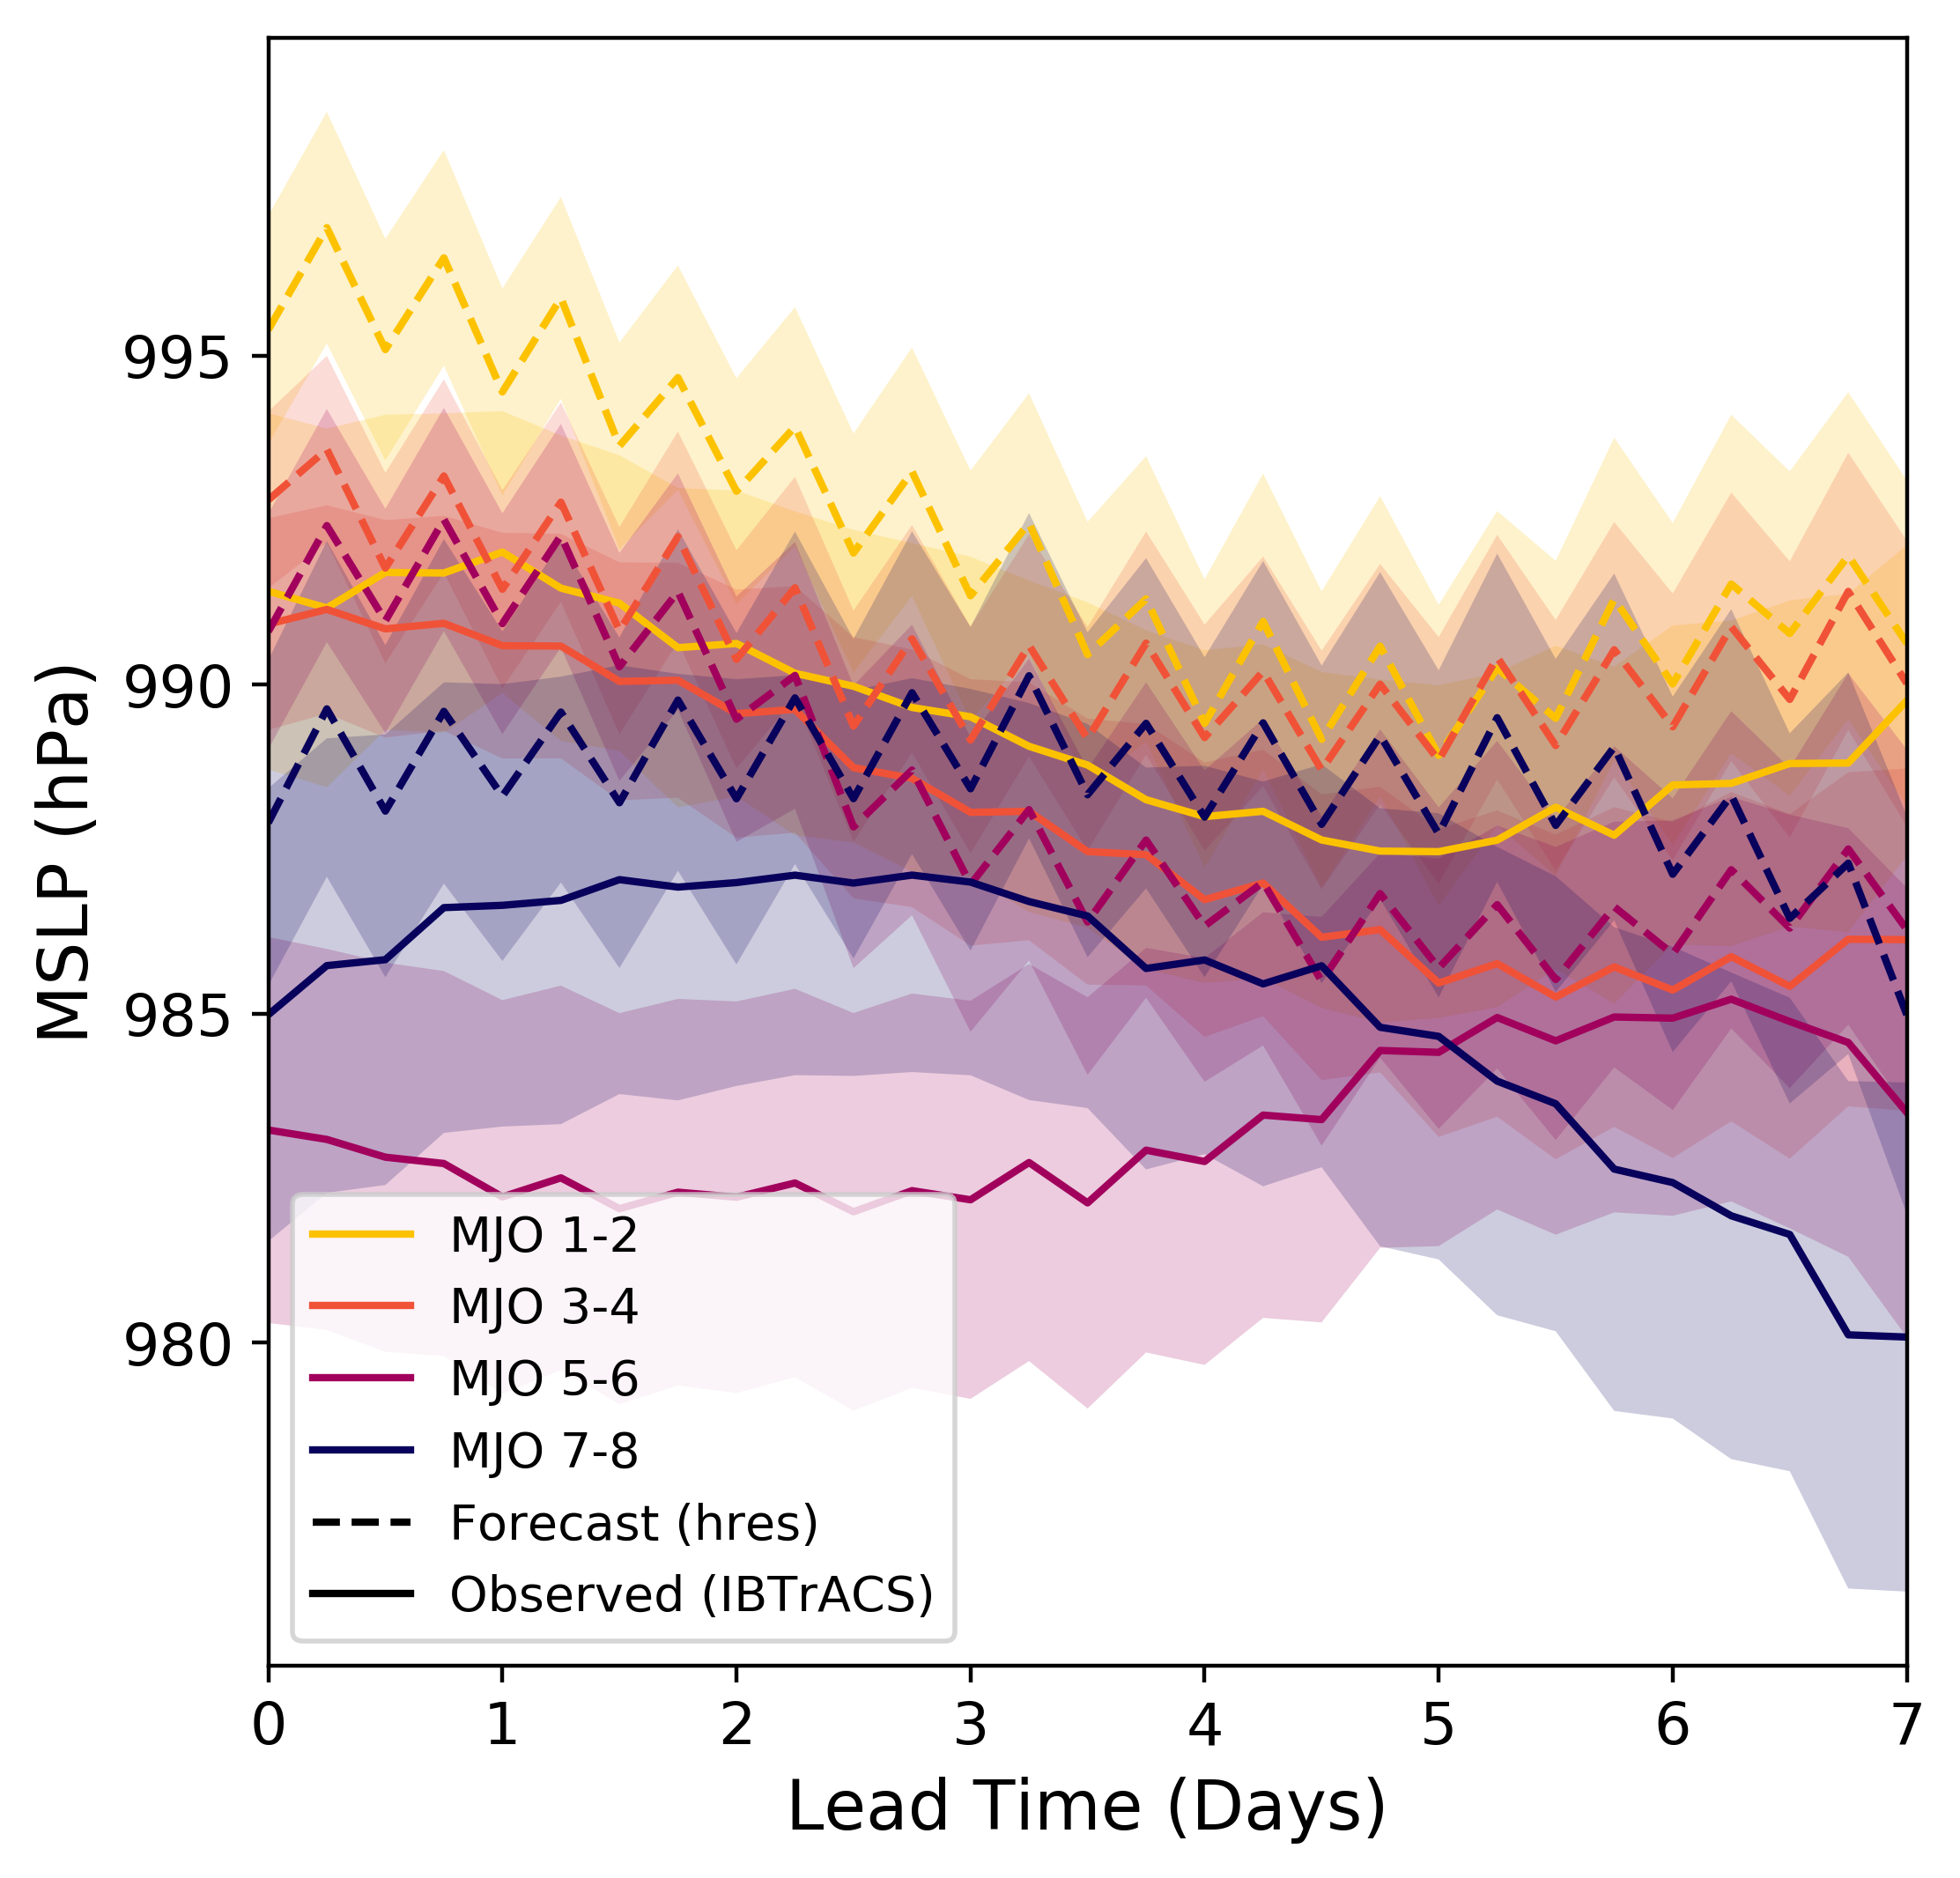 MSLP (hPa)
995
990
985
980
MJO 1-2
MJO 3-4
MJO 5-6
MJO 7-8
Forecast (hres)
Observed (IBTrACS)
0 1 2 3 4 5 6 7
Lead Time (Days)